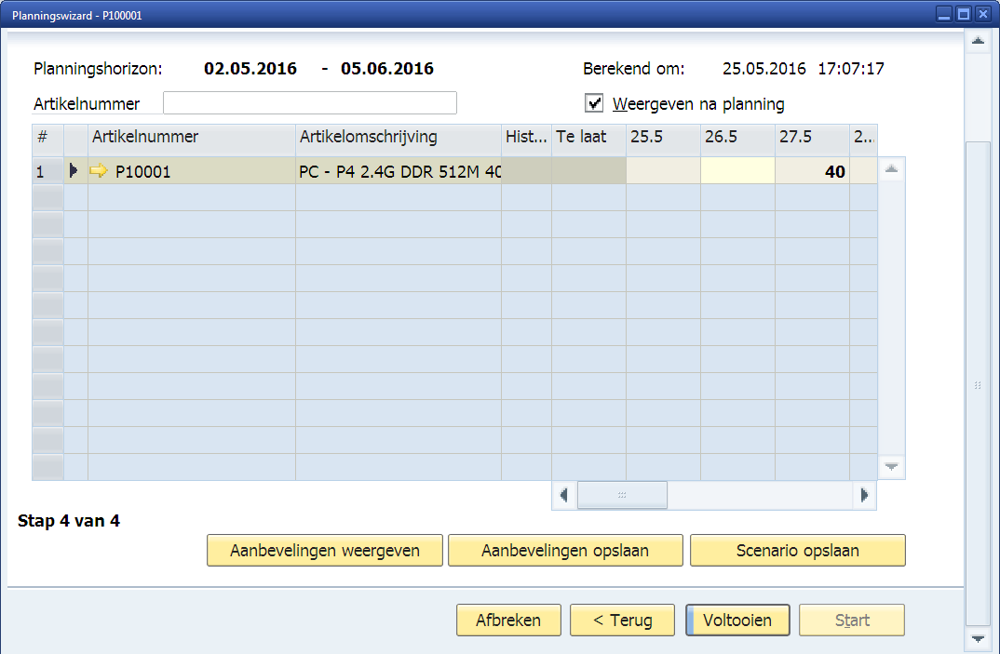 Planningswizard - P100001
Planningshorizon: 02.05.2016 - 05.06.2016 Berekend om: 25.05.2016 17:07:17
Artikelnummer Weergeven na planning
# Artikelnummer Artikelomschrijving Hist... Te laat 25.5 26.5 27.5 2...
1 P10001 PC - P4 2.4G DDR 512M 40 40
Stap 4 van 4
Aanbevelingen weergeven Aanbevelingen opslaan Scenario opslaan
Afbreken < Terug Voltooien Start